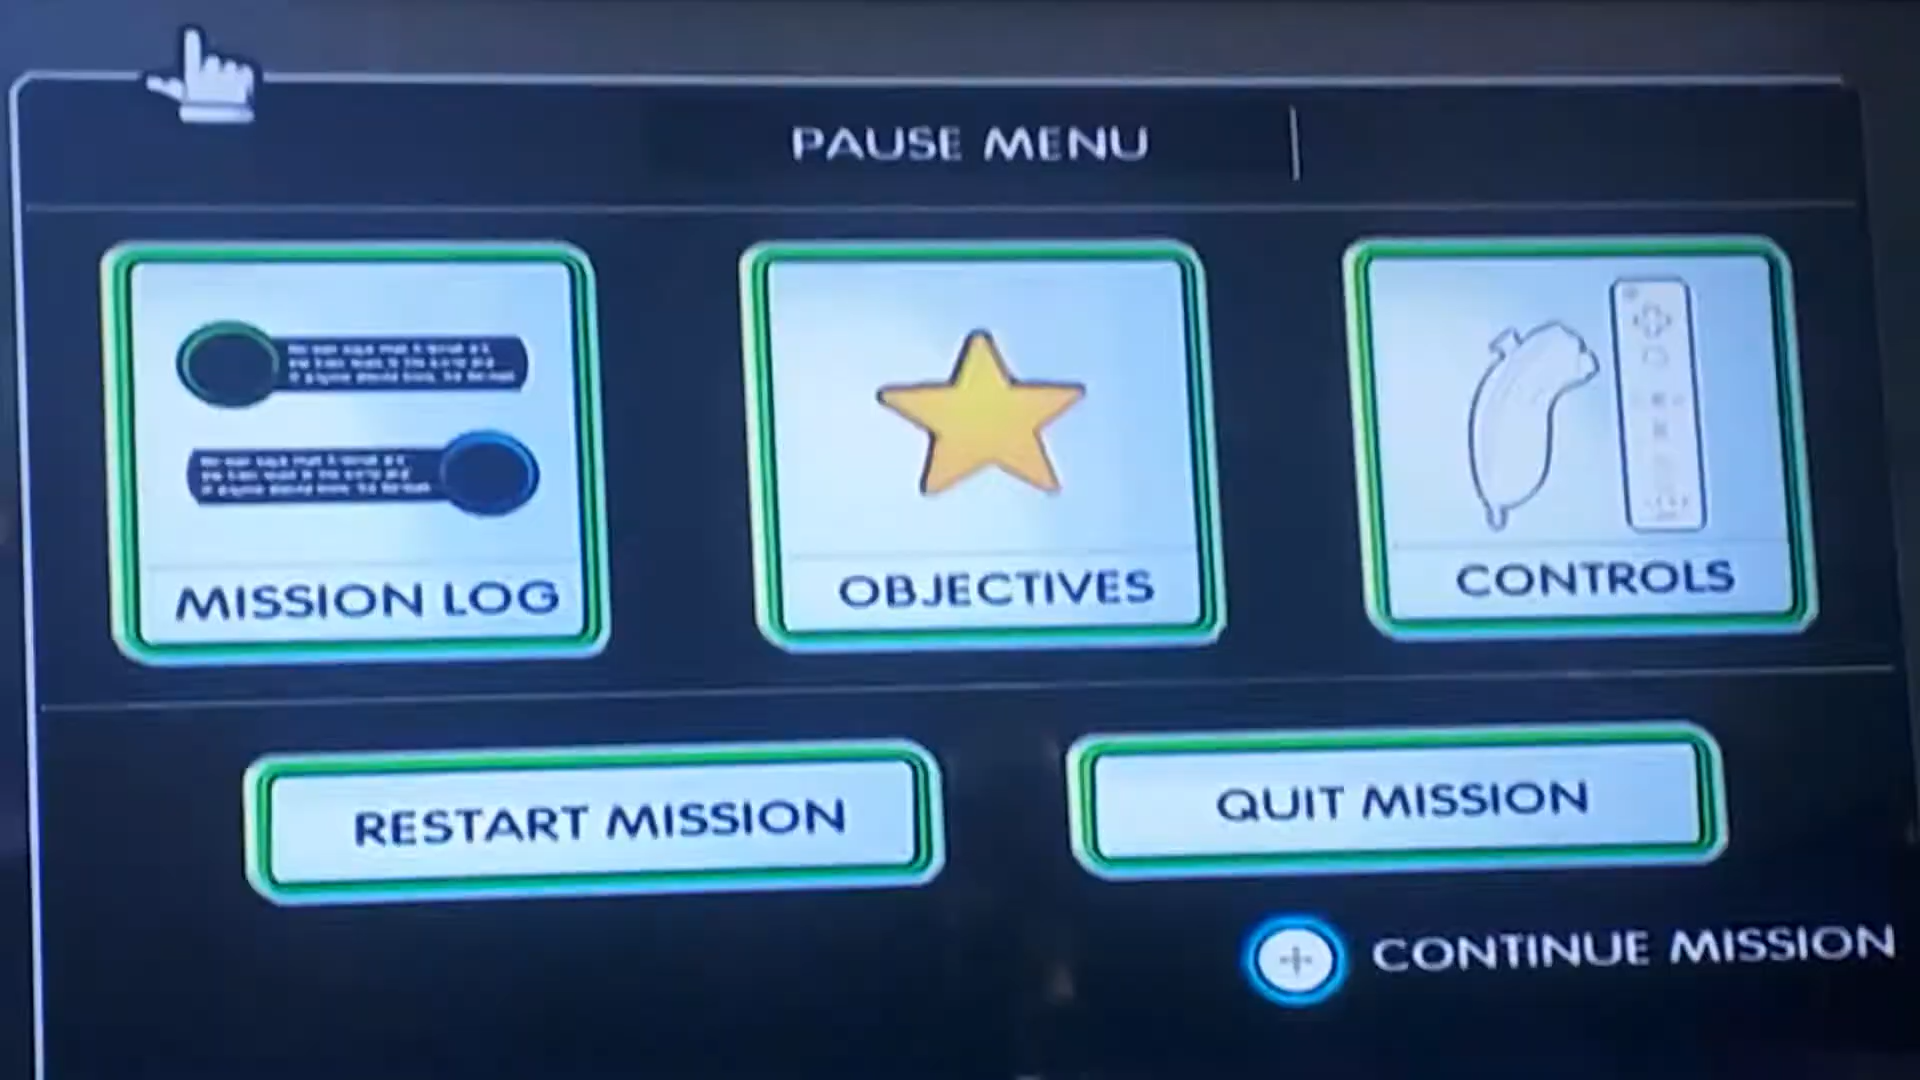 PAUSE MENU
MISSION LOG
OBJECTIVES
CONTROLS
RESTART MISSION
QUIT MISSION
CONTINUE MISSION